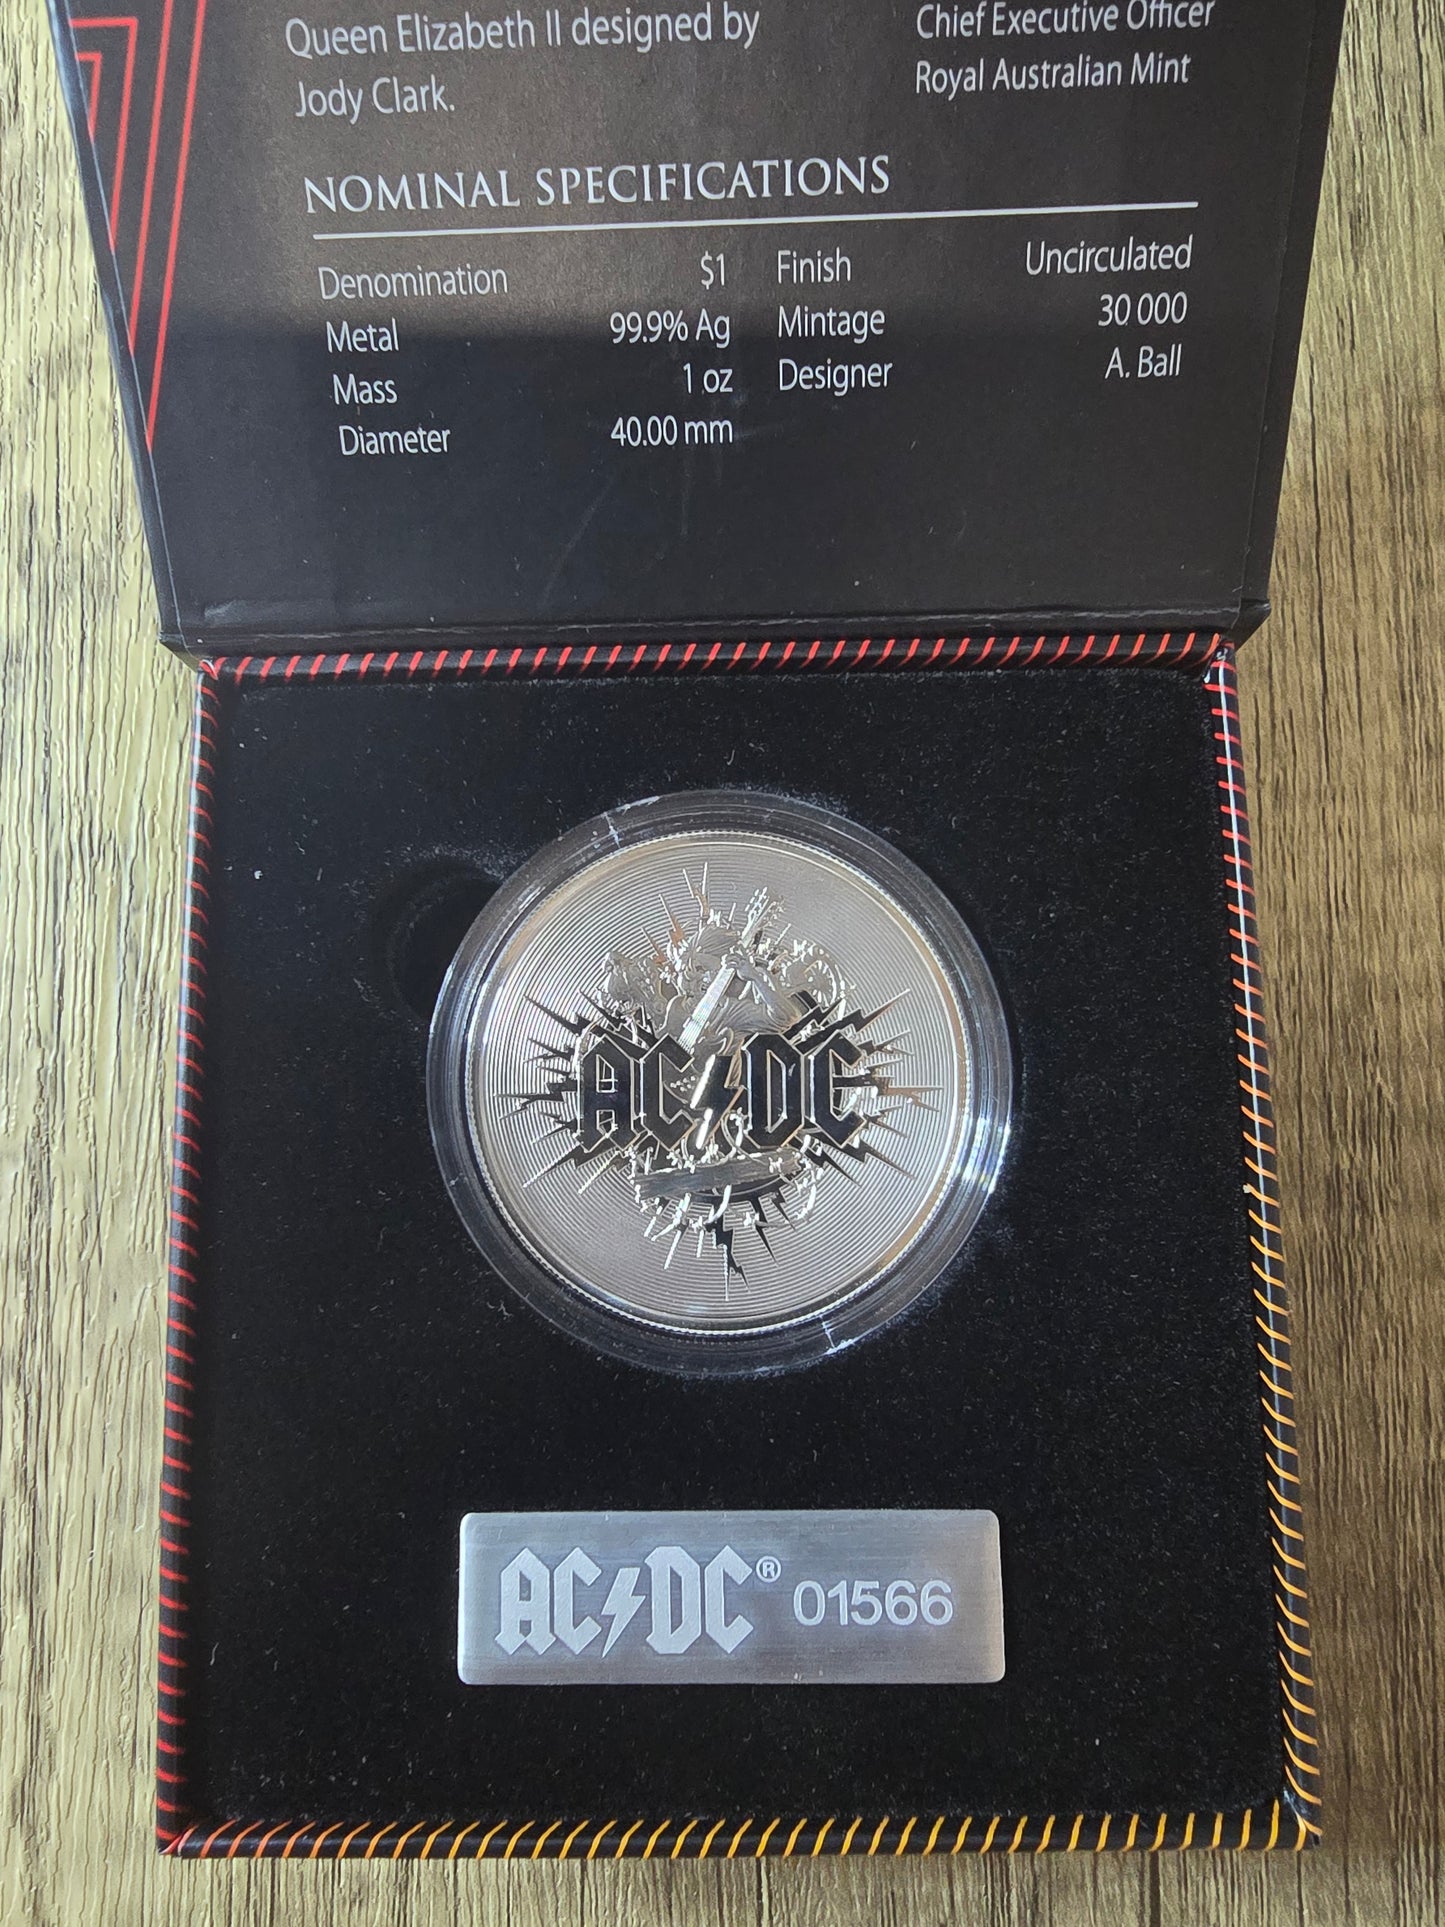 Queen Elizabeth II designed by
Jody Clark.
Chief Executive Officer
Royal Australian Mint
NOMINAL SPECIFICATIONS
Denomination $1 Finish Uncirculated
Metal 99.9% Ag Mintage 30 000
Mass 1 oz Designer A. Ball
Diameter 40.00 mm
AC⚡DC
AC⚡DC® 01566